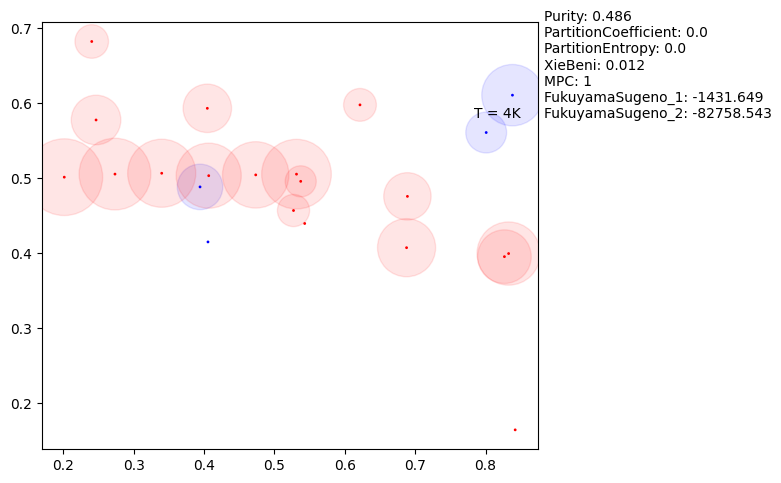 Purity: 0.486
PartitionCoefficient: 0.0
PartitionEntropy: 0.0
XieBeni: 0.012
MPC: 1
FukuyamaSugeno_1: -1431.649
FukuyamaSugeno_2: -82758.543
T = 4K
0.7
0.6
0.5
0.4
0.3
0.2
0.2 0.3 0.4 0.5 0.6 0.7 0.8